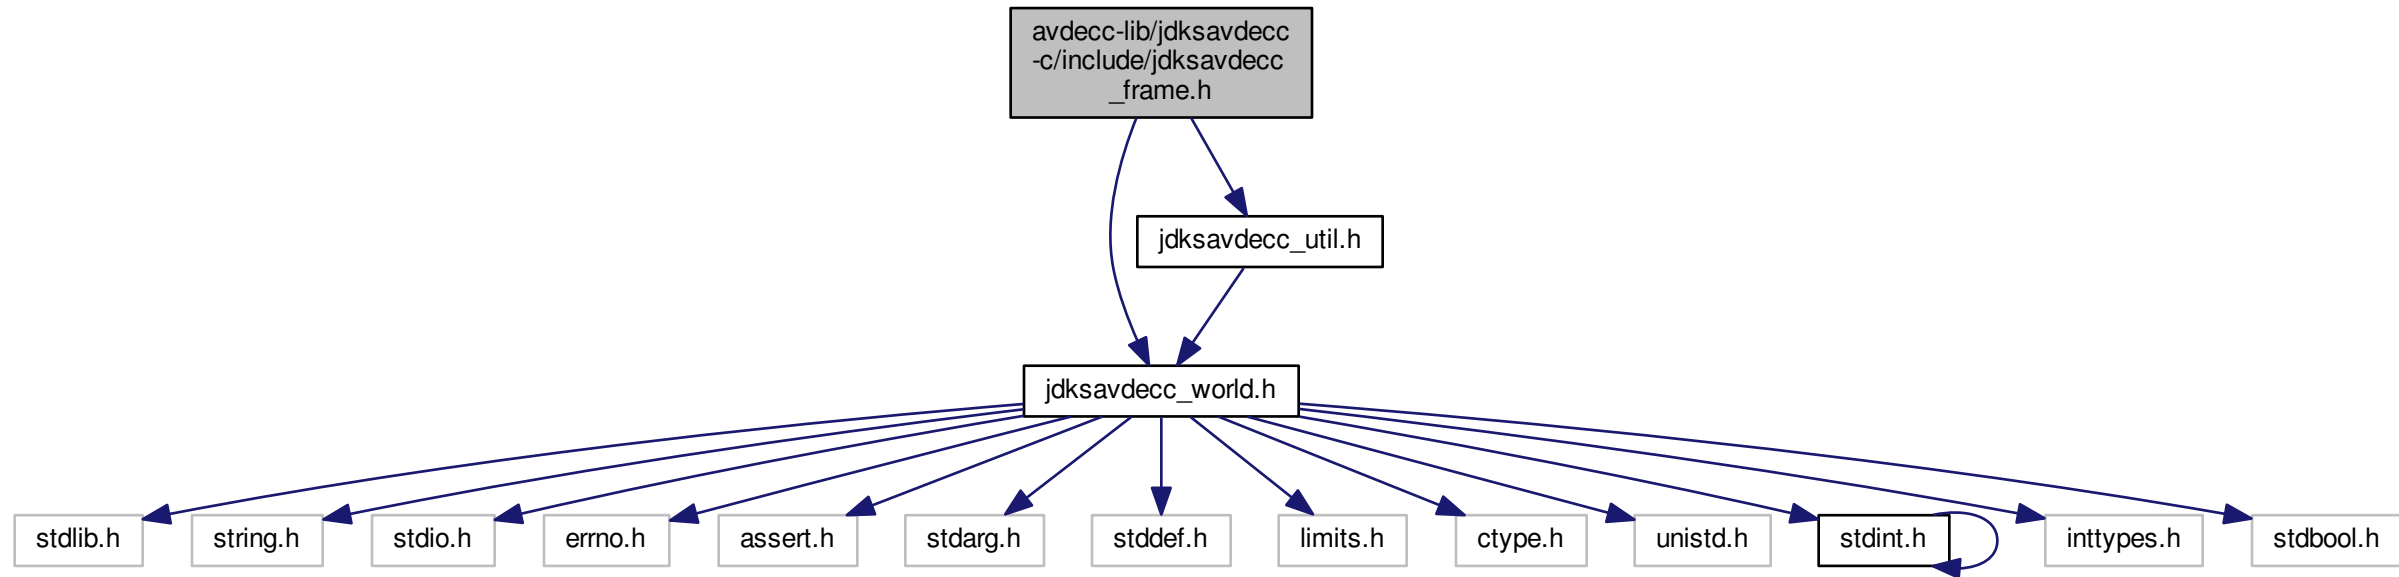 avdecc-lib/jdksavdecc
-c/include/jdksavdecc
_frame.h
jdksavdecc_util.h
jdksavdecc_world.h
stdlib.h
string.h
stdio.h
errno.h
assert.h
stdarg.h
stddef.h
limits.h
ctype.h
unistd.h
stdint.h
inttypes.h
stdbool.h